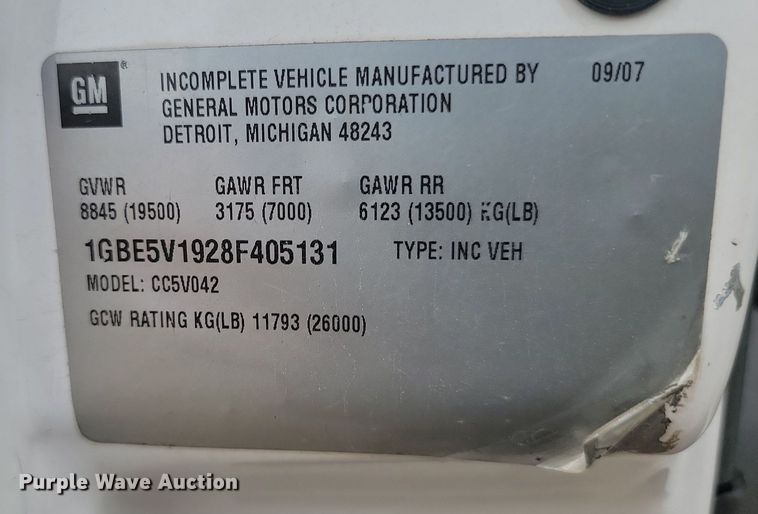 GM ® INCOMPLETE VEHICLE MANUFACTURED BY 09/07
GENERAL MOTORS CORPORATION
DETROIT, MICHIGAN 48243
GVWR GAWR FRT GAWR RR
8845 (19500) 3175 (7000) 6123 (13500) KG(LB)
1GBE5V1928F405131 TYPE: INC VEH
MODEL: CC5V042
GCW RATING KG(LB) 11793 (26000)
Purple Wave Auction